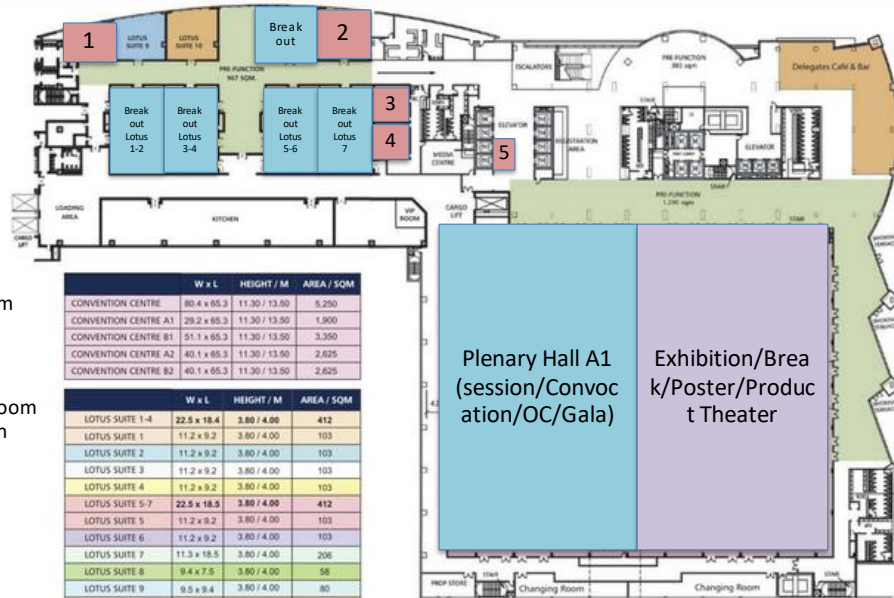 1
LOTUS
SUITE 9
LOTUS
SUITE 10
Break
out
2
PRE-FUNCTION
967 SQM.
Break
out
Lotus
1-2
Break
out
Lotus
3-4
Break
out
Lotus
5-6
Break
out
Lotus
7
3
4
5
ESCALATORS
PRE-FUNCTION
385 sqm
Delegates Café & Bar
STAIR
ELEVATOR
MEDIA
CENTRE
REGISTRATION
AREA
ELEVATOR
STAIR
PRE-FUNCTION
1,290 sqm
STAIR
LOADING
AREA
KITCHEN
VIP
ROOM
CARGO
LIFT
CARGO
LIFT
m
oom
n
W x L HEIGHT / M AREA / SQM
CONVENTION CENTRE 80.4 x 65.3 11.30 / 13.50 5,250
CONVENTION CENTRE A1 29.2 x 65.3 11.30 / 13.50 1,900
CONVENTION CENTRE B1 51.1 x 65.3 11.30 / 13.50 3,350
CONVENTION CENTRE A2 40.1 x 65.3 11.30 / 13.50 2,625
CONVENTION CENTRE B2 40.1 x 65.3 11.30 / 13.50 2,625
W x L HEIGHT / M AREA / SQM
LOTUS SUITE 1-4 22.5 x 18.4 3.80 / 4.00 412
LOTUS SUITE 1 11.2 x 9.2 3.80 / 4.00 103
LOTUS SUITE 2 11.2 x 9.2 3.80 / 4.00 103
LOTUS SUITE 3 11.2 x 9.2 3.80 / 4.00 103
LOTUS SUITE 4 11.2 x 9.2 3.80 / 4.00 103
LOTUS SUITE 5-7 22.5 x 18.5 3.80 / 4.00 412
LOTUS SUITE 5 11.2 x 9.2 3.80 / 4.00 103
LOTUS SUITE 6 11.2 x 9.2 3.80 / 4.00 103
LOTUS SUITE 7 11.3 x 18.5 3.80 / 4.00 206
LOTUS SUITE 8 9.4 x 7.5 3.80 / 4.00 58
LOTUS SUITE 9 9.5 x 9.4 3.80 / 4.00 80
Plenary Hall A1
(session/Convoc
ation/OC/Gala)
Exhibition/Brea
k/Poster/Produc
t Theater
PROP STORE
STAIR
Changing Room
Changing Room
STAIR